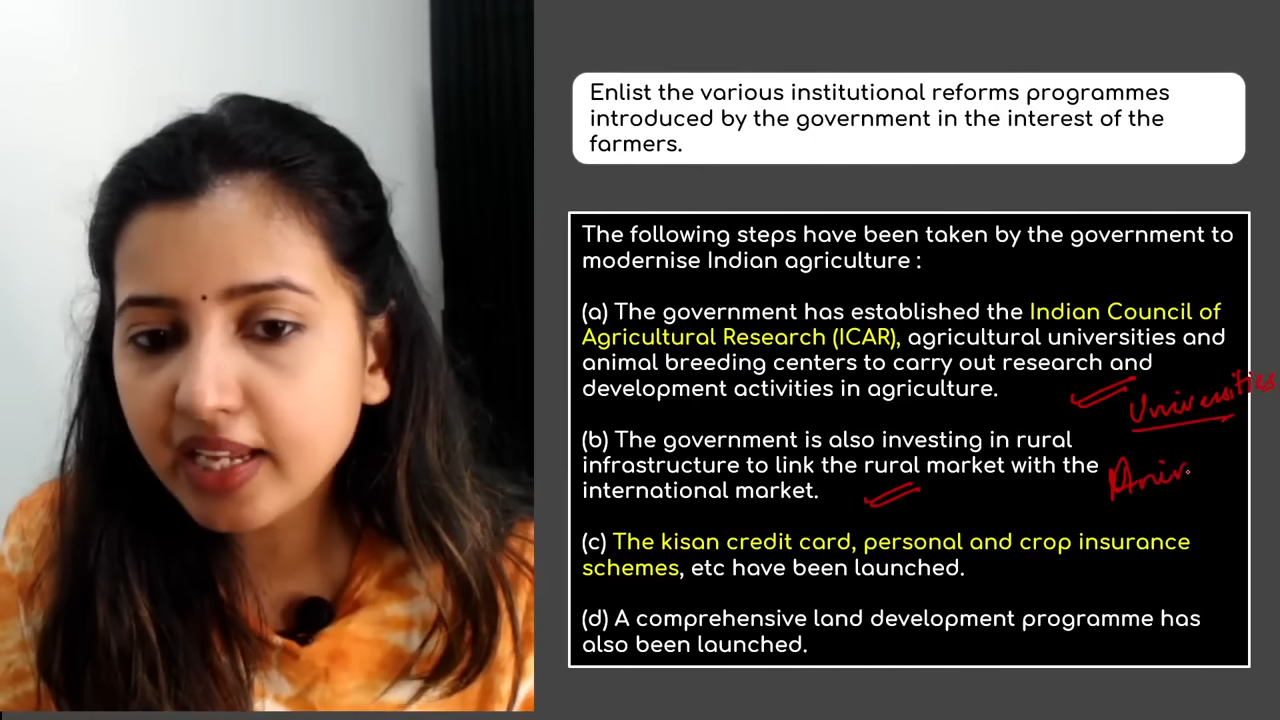 Enlist the various institutional reforms programmes
introduced by the government in the interest of the
farmers.
The following steps have been taken by the government to
modernise Indian agriculture :
(a) The government has established the Indian Council of
Agricultural Research (ICAR), agricultural universities and
animal breeding centers to carry out research and
development activities in agriculture.
Universities
(b) The government is also investing in rural
infrastructure to link the rural market with the
international market.
(c) The kisan credit card, personal and crop insurance
schemes, etc have been launched.
(d) A comprehensive land development programme has
also been launched.